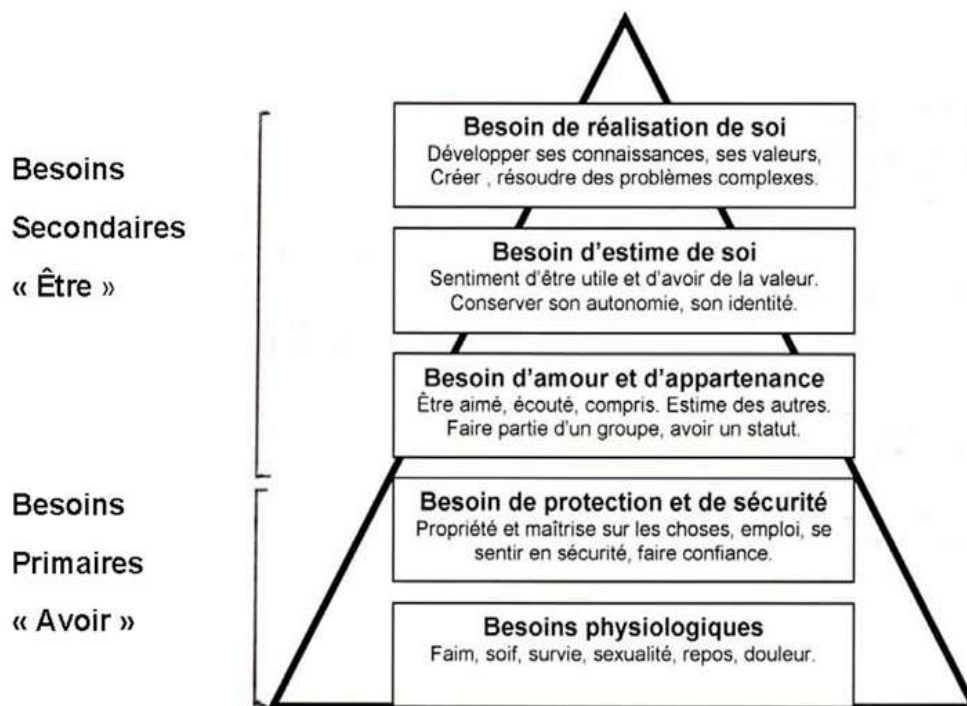 Besoin de réalisation de soi
Développer ses connaissances, ses valeurs,
Créer , résoudre des problèmes complexes.
Besoins
Secondaires
« Être »
Besoin d'estime de soi
Sentiment d'être utile et d'avoir de la valeur.
Conserver son autonomie, son identité.
Besoin d'amour et d'appartenance
Être aimé, écouté, compris. Estime des autres.
Faire partie d'un groupe, avoir un statut.
Besoins
Primaires
« Avoir »
Besoin de protection et de sécurité
Propriété et maîtrise sur les choses, emploi, se
sentir en sécurité, faire confiance.
Besoins physiologiques
Faim, soif, survie, sexualité, repos, douleur.